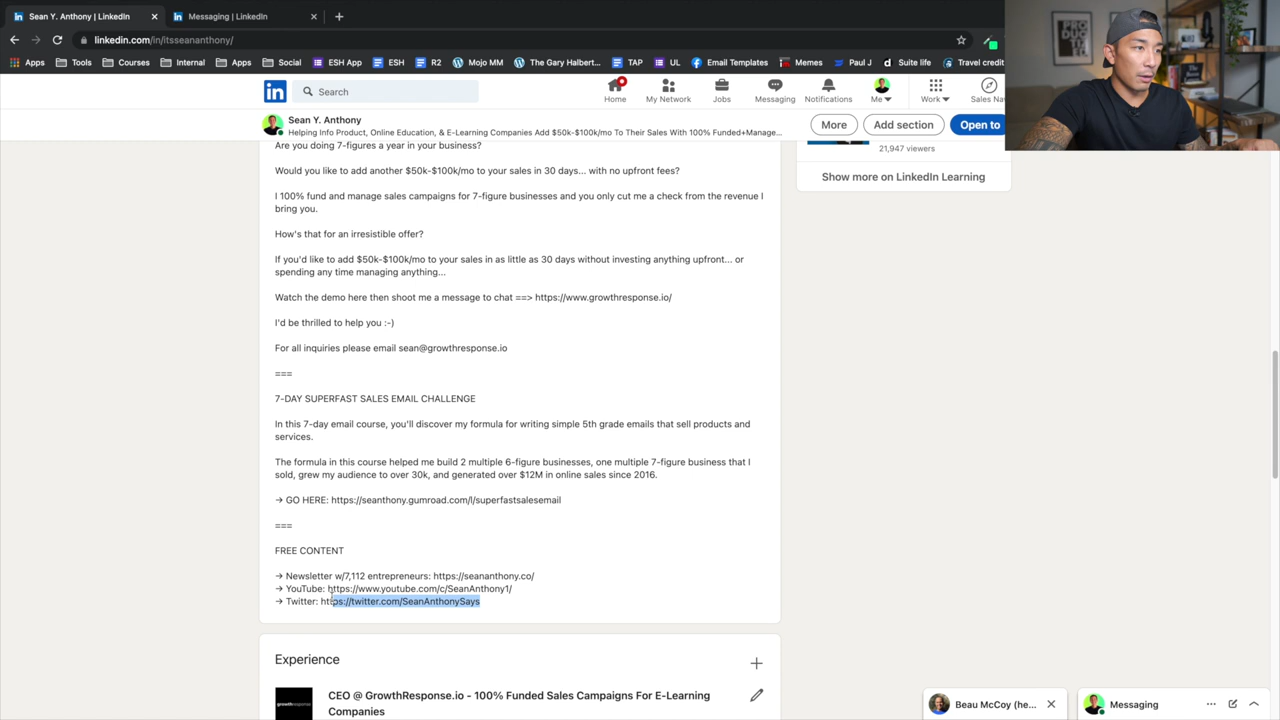 Sean Y. Anthony | LinkedIn
Messaging | LinkedIn
linkedin.com/in/itsseananthony/
Apps
Tools
Courses
Internal
Apps
Social
ESH App
ESH
R2
Mojo MM
The Gary Halbert...
TAP
UL
Email Templates
Memes
Paul J
Suite life
Travel credit
Search
Home
My Network
Jobs
Messaging
Notifications
Me
Work
Sales Na
Sean Y. Anthony
Helping Info Product, Online Education, & E-Learning Companies Add $50k-$100k/mo To Their Sales With 100% Funded+Manage...
More
Add section
Open to
Are you doing 7-figures a year in your business?
21,947 viewers
Show more on LinkedIn Learning
Would you like to add another $50k-$100k/mo to your sales in 30 days... with no upfront fees?
I 100% fund and manage sales campaigns for 7-figure businesses and you only cut me a check from the revenue I
bring you.
How's that for an irresistible offer?
If you'd like to add $50k-$100k/mo to your sales in as little as 30 days without investing anything upfront... or
spending any time managing anything...
Watch the demo here then shoot me a message to chat ==> https://www.growthresponse.io/
I'd be thrilled to help you :-)
For all inquiries please email sean@growthresponse.io
===
7-DAY SUPERFAST SALES EMAIL CHALLENGE
In this 7-day email course, you'll discover my formula for writing simple 5th grade emails that sell products and
services.
The formula in this course helped me build 2 multiple 6-figure businesses, one multiple 7-figure business that I
sold, grew my audience to over 30k, and generated over $12M in online sales since 2016.
→ GO HERE: https://seanthony.gumroad.com/l/superfastsalesemail
===
FREE CONTENT
→ Newsletter w/7,112 entrepreneurs: https://seananthony.co/
→ YouTube: https://www.youtube.com/c/SeanAnthony1/
→ Twitter: https://twitter.com/SeanAnthonySays
Experience
growthresponse
CEO @ GrowthResponse.io - 100% Funded Sales Campaigns For E-Learning
Companies
Beau McCoy (he...
Messaging